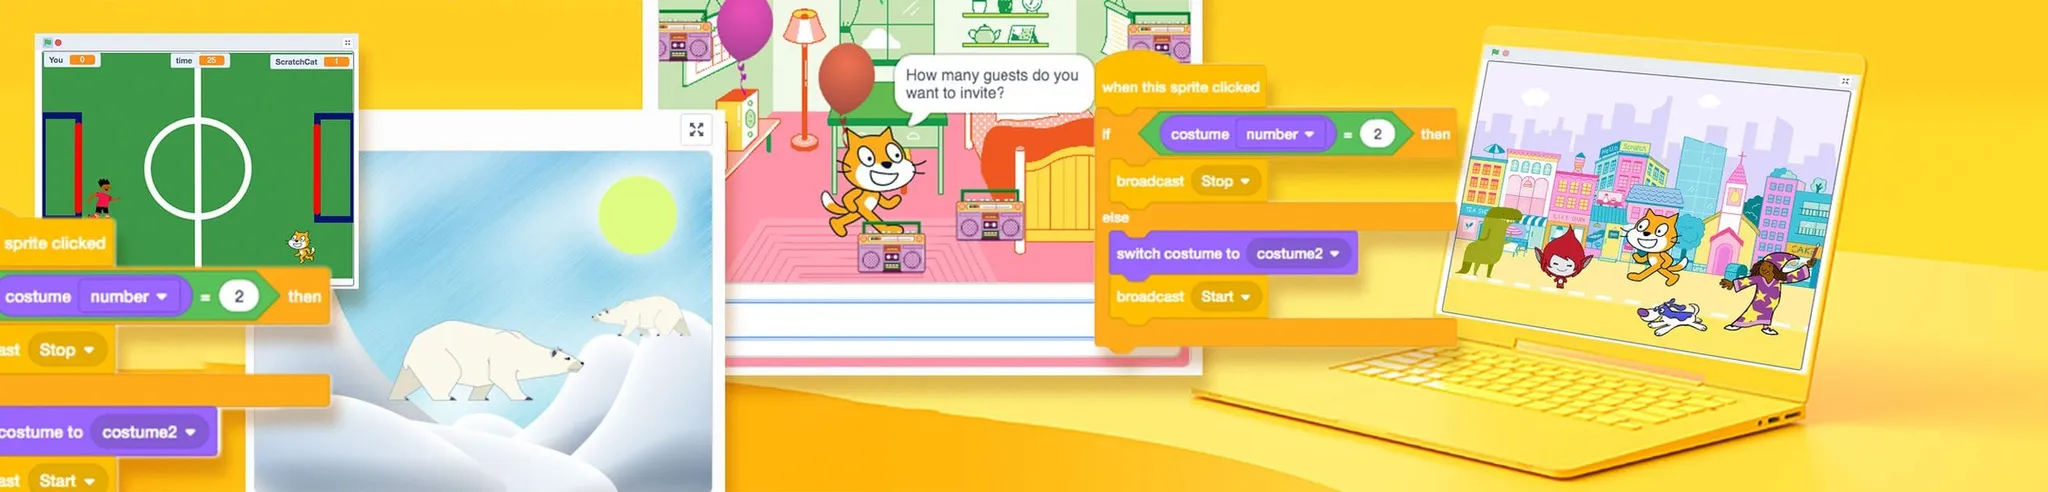 You 0 time 25 ScratchCat 1
sprite clicked
costume number = 2 then
ast Stop
costume to costume2
ast Start
How many guests do you
want to invite?
when this sprite clicked
if costume number = 2 then
broadcast Stop
else
switch costume to costume2
broadcast Start
Scratch
CAKE